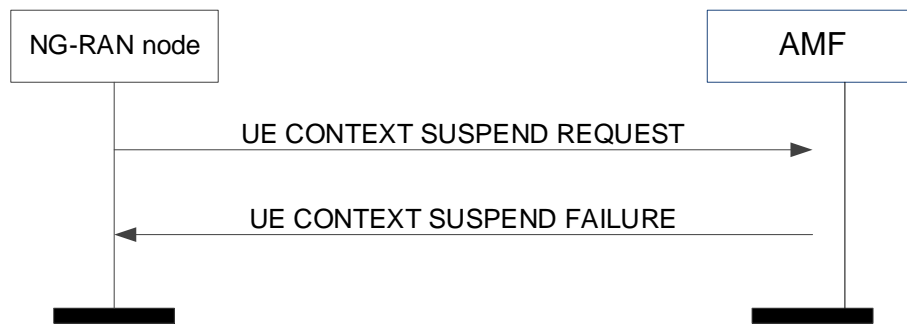 NG-RAN node
AMF
UE CONTEXT SUSPEND REQUEST
UE CONTEXT SUSPEND FAILURE